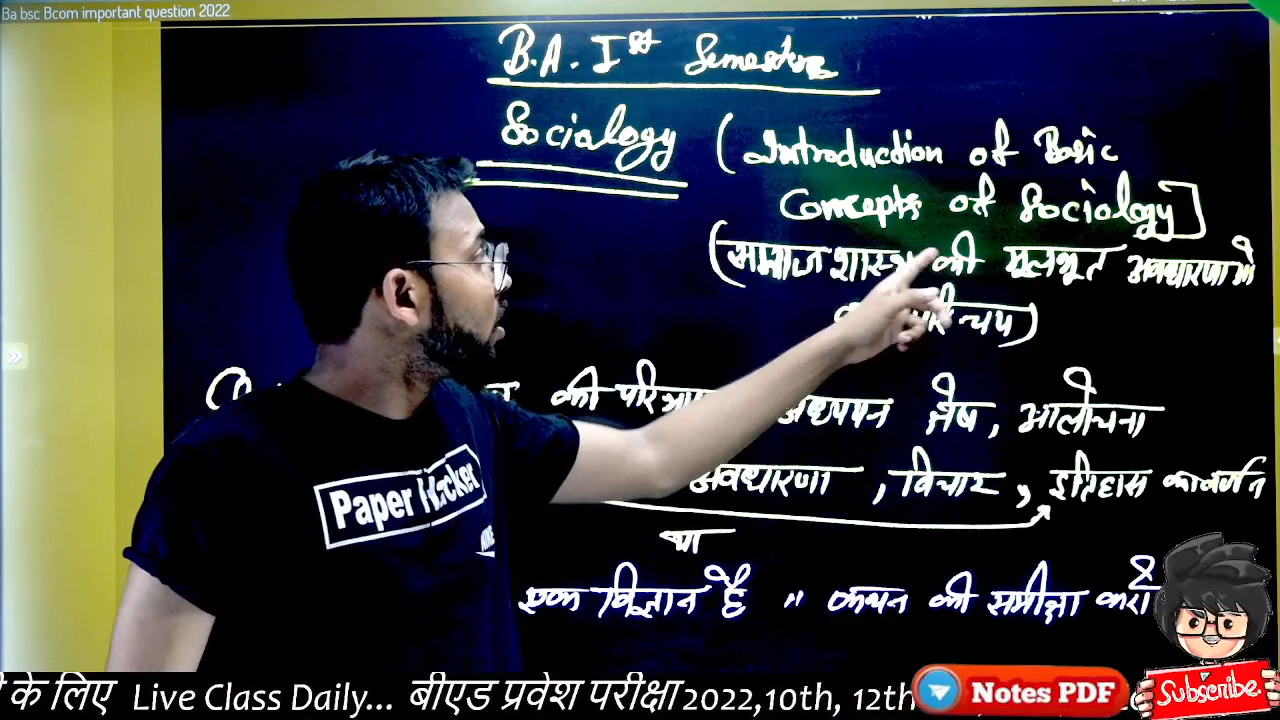 Ba bsc Bcom important question 2022
B.A. Ist Semester
Sociology (Introduction of Basic
Concepts of Sociology]
(समाज शास्त्र की मूलभूत अवधारणाओ
परिचय)
की अध्ययन क्षेष, आलोचना
अवधारणा, विचार, इतिहास का वर्णन
या
एक विज्ञान है " कथन की समीक्षा करो
Paper Hacker
के लिए Live Class Daily... बीएड प्रवेश परीक्षा 2022,10th, 12th
Notes PDF
Subscribe